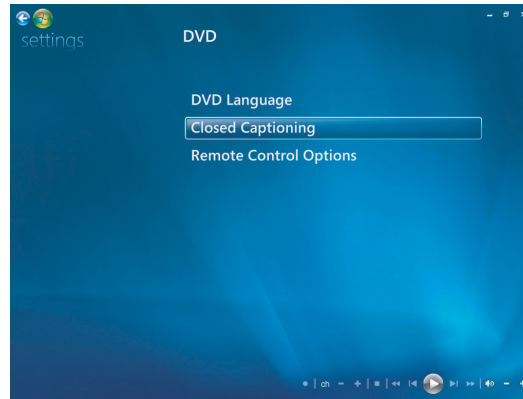 settings
DVD
DVD Language
Closed Captioning
Remote Control Options
ch